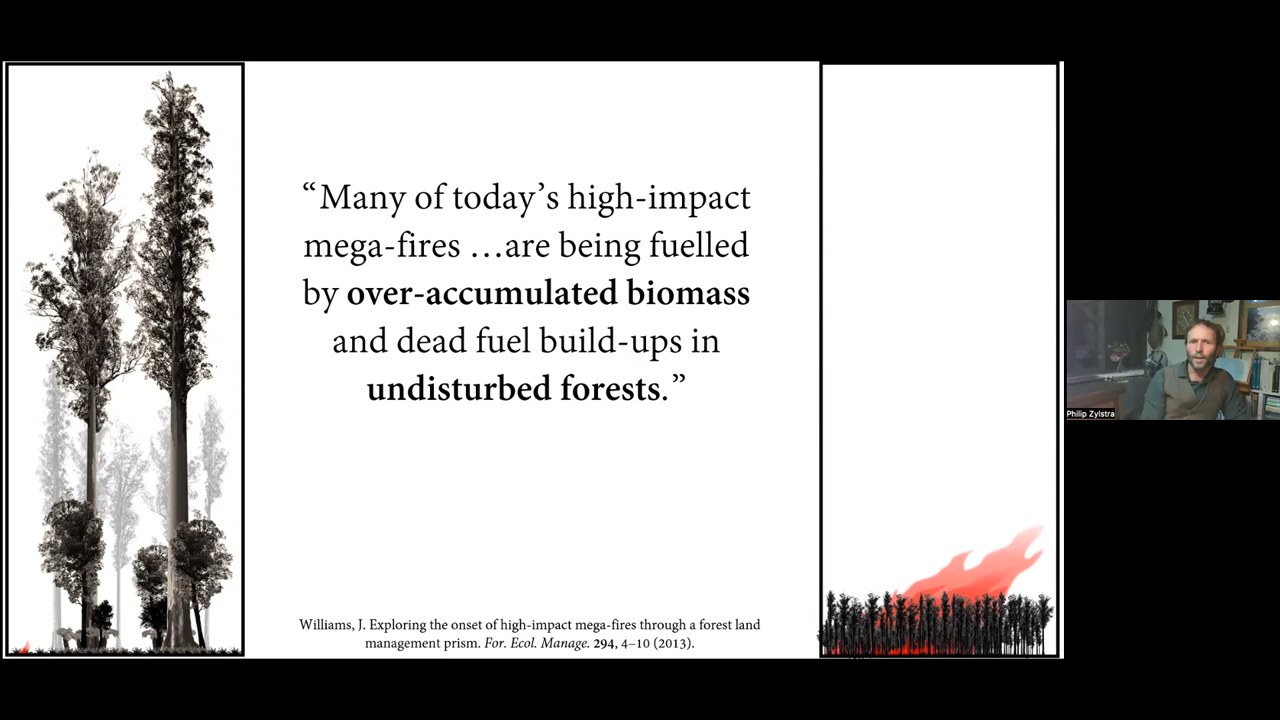 “Many of today’s high-impact
mega-fires …are being fuelled
by over-accumulated biomass
and dead fuel build-ups in
undisturbed forests.”
Williams, J. Exploring the onset of high-impact mega-fires through a forest land
management prism. For. Ecol. Manage. 294, 4–10 (2013).
Philip Zylstra